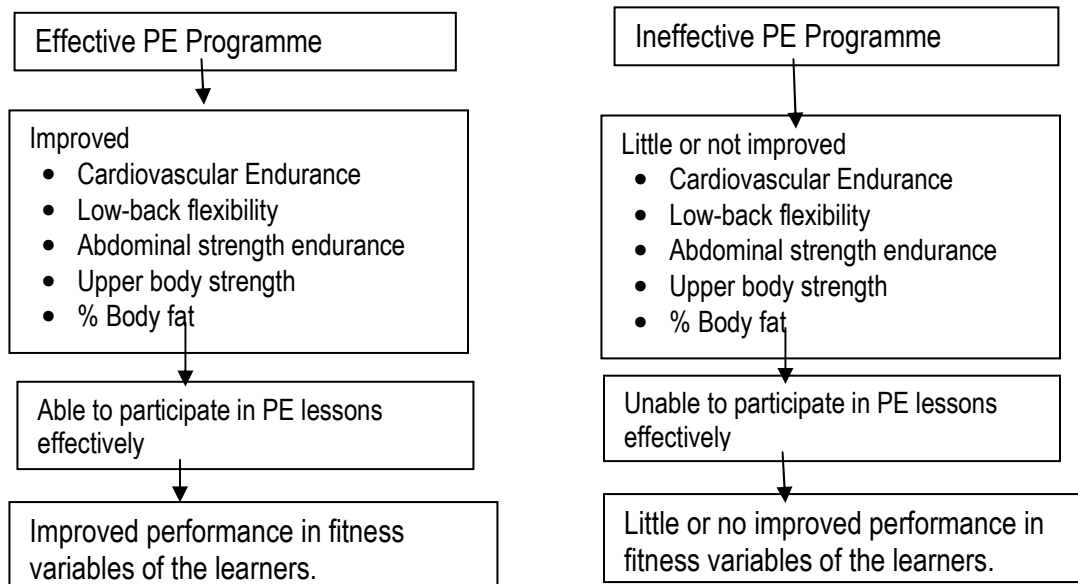 Effective PE Programme
Improved
• Cardiovascular Endurance
• Low-back flexibility
• Abdominal strength endurance
• Upper body strength
• % Body fat
Able to participate in PE lessons
effectively
Improved performance in fitness
variables of the learners.
Ineffective PE Programme
Little or not improved
• Cardiovascular Endurance
• Low-back flexibility
• Abdominal strength endurance
• Upper body strength
• % Body fat
Unable to participate in PE lessons
effectively
Little or no improved performance in
fitness variables of the learners.